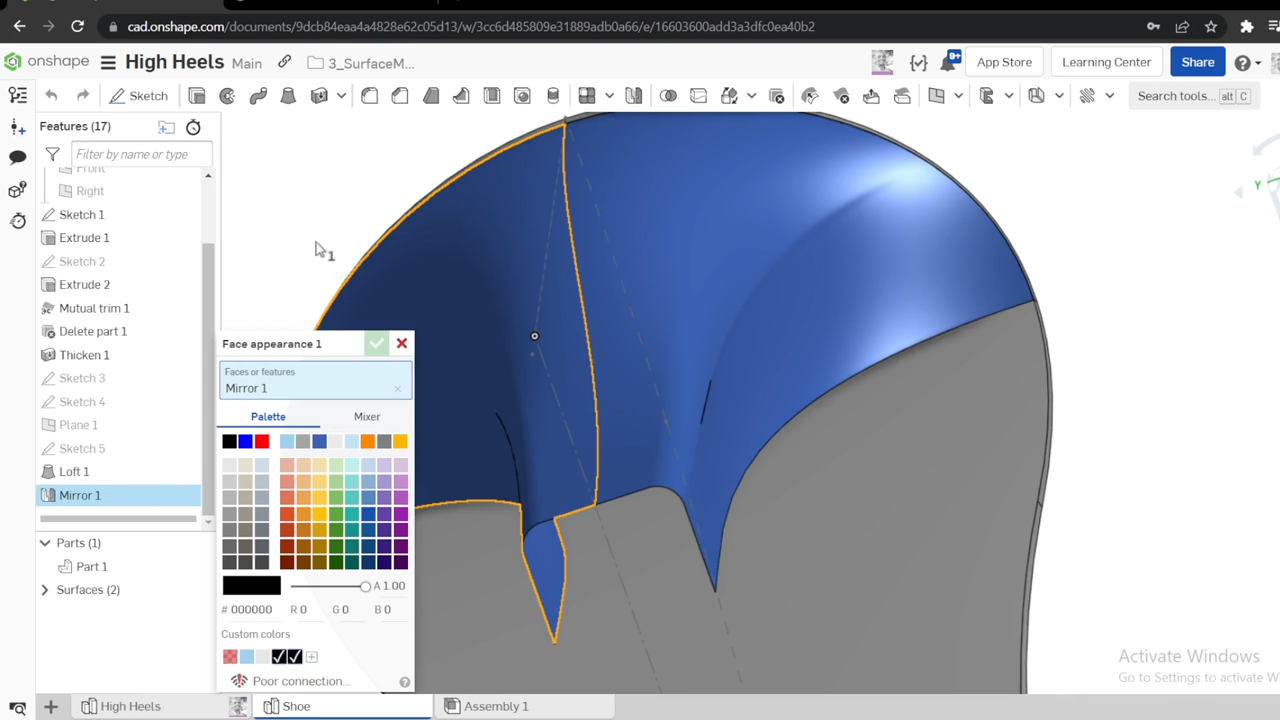 cad.onshape.com/documents/9dcb84eaa4a4828e62c05d13/w/3cc6d485809e31889adb0a66/e/16603600add3a3dfc0ea40b2
onshape
High Heels Main
3_SurfaceM...
App Store
Learning Center
Share
Sketch
Search tools... alt C
Features (17)
Filter by name or type
Front
Right
Sketch 1
Extrude 1
Sketch 2
Extrude 2
Mutual trim 1
Delete part 1
Thicken 1
Sketch 3
Sketch 4
Plane 1
Sketch 5
Loft 1
Mirror 1
Parts (1)
Part 1
Surfaces (2)
1
Y
Face appearance 1
Faces or features
Mirror 1
Palette Mixer
A 1.00
# 000000 R 0 G 0 B 0
Custom colors
Poor connection...
Activate Windows
Go to Settings to activate W
High Heels
Shoe
Assembly 1